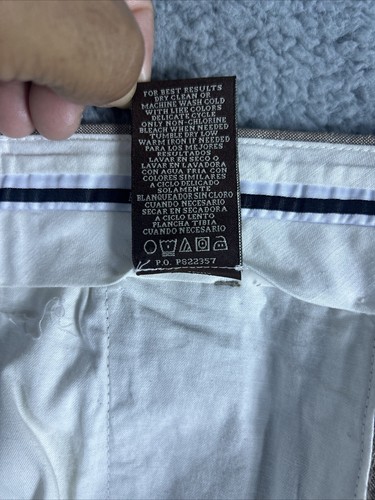 FOR BEST RESULTS
DRY CLEAN OR
MACHINE WASH COLD
WITH LIKE COLORS
DELICATE CYCLE
ONLY NON-CHLORINE
BLEACH WHEN NEEDED
TUMBLE DRY LOW
WARM IRON IF NEEDED
PARA LOS MEJORES
RESULTADOS
LAVAR EN SECO O
LAVAR EN LAVADORA
CON AGUA FRIA CON
COLORES SIMILARES
A CICLO DELICADO
SOLAMENTE
BLANQUEADOR SIN CLORO
CUANDO NECESARIO
SECAR EN SECADORA
A CICLO LENTO
PLANCHA TIBIA
CUANDO NECESARIO
P.O. P822357